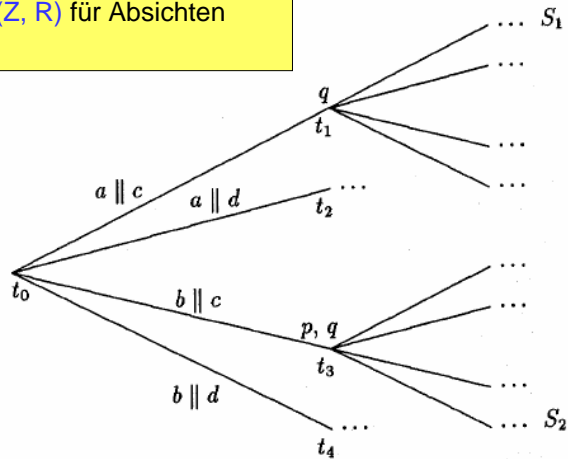 (Z, R) für Absichten
... S₁
...
q
t₁
...
a ∥ c
...
a ∥ d
...
t₂
...
t₀
b ∥ c
...
p, q
t₃
...
b ∥ d
...
... S₂
t₄